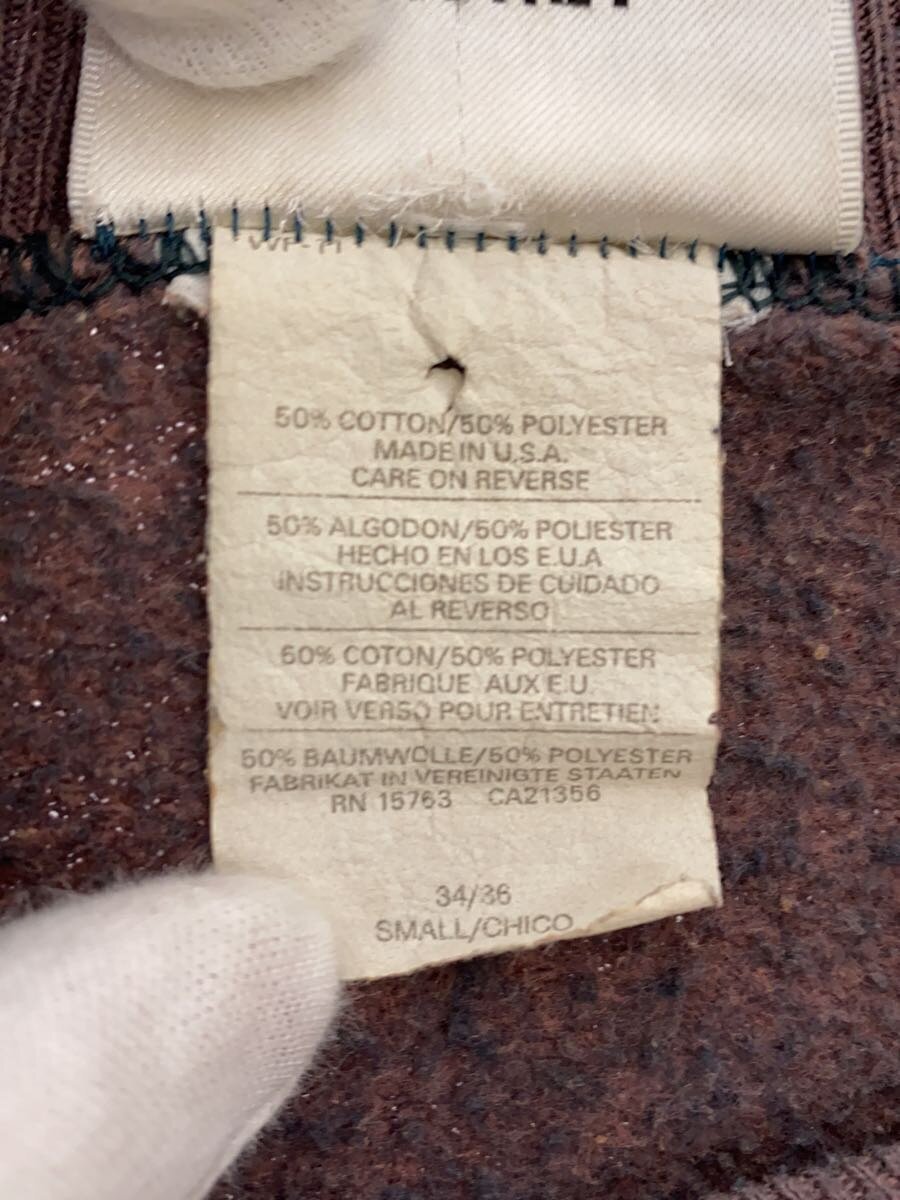 50% COTTON/50% POLYESTER
MADE IN U.S.A.
CARE ON REVERSE
50% ALGODON/50% POLIESTER
HECHO EN LOS E.U.A
INSTRUCCIONES DE CUIDADO
AL REVERSO
50% COTON/50% POLYESTER
FABRIQUE AUX E.U.
VOIR VERSO POUR ENTRETIEN
50% BAUMWOLLE/50% POLYESTER
FABRIKAT IN VEREINIGTE STAATEN
RN 15763 CA21356
34/36
SMALL/CHICO